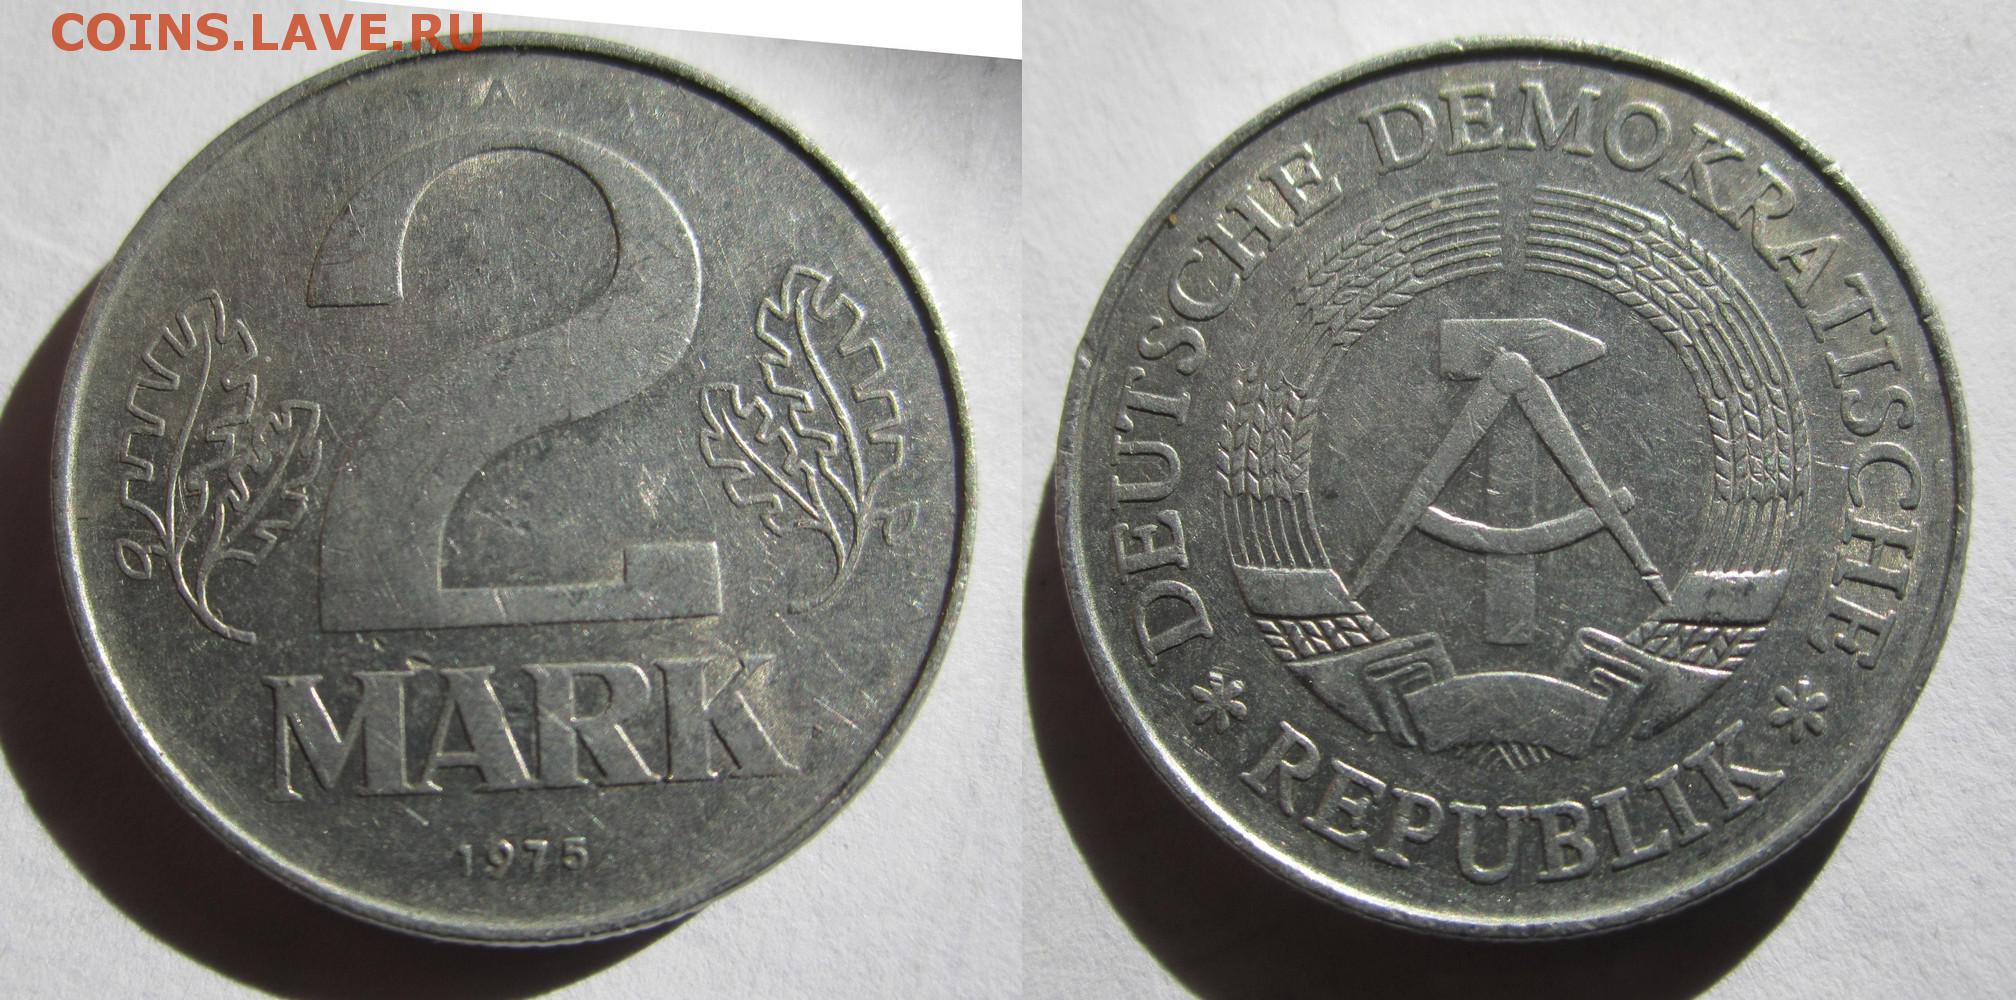 COINS.LAVE.RU
A
2
MARK
1975
DEUTSCHE DEMOKRATISCHE
* REPUBLIK *